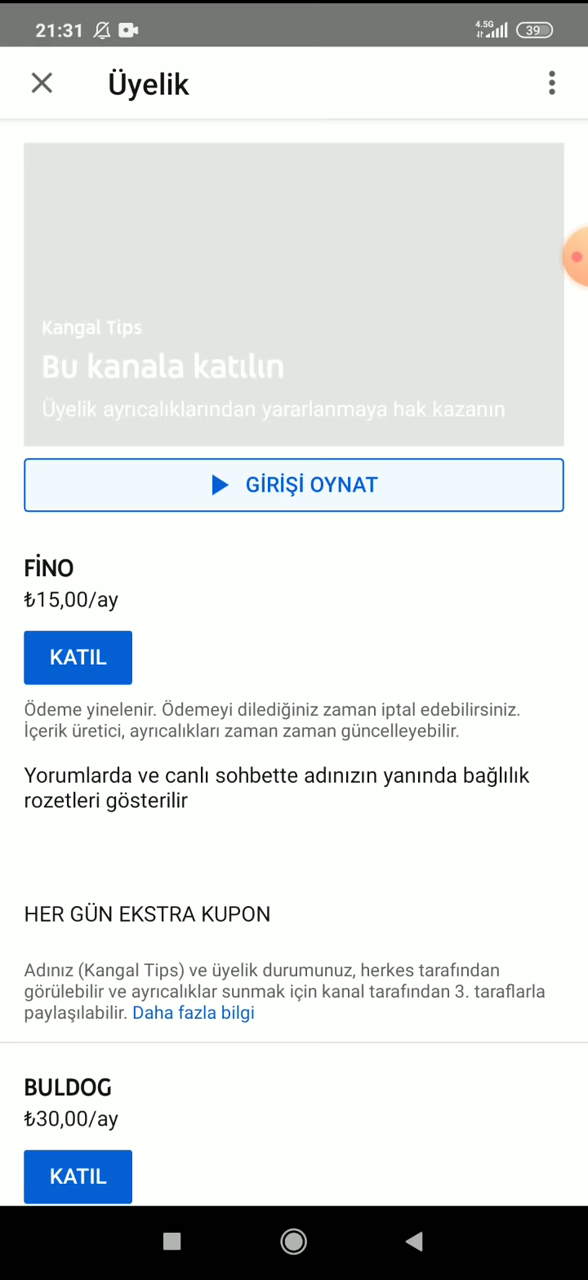 21:31
4.5G
39
Üyelik
Kangal Tips
Bu kanala katılın
Üyelik ayrıcalıklarından yararlanmaya hak kazanın
GİRİŞİ OYNAT
FİNO
₺15,00/ay
KATIL
Ödeme yinelenir. Ödemeyi dilediğiniz zaman iptal edebilirsiniz.
İçerik üretici, ayrıcalıkları zaman zaman güncelleyebilir.
Yorumlarda ve canlı sohbette adınızın yanında bağlılık
rozetleri gösterilir
HER GÜN EKSTRA KUPON
Adınız (Kangal Tips) ve üyelik durumunuz, herkes tarafından
görülebilir ve ayrıcalıklar sunmak için kanal tarafından 3. taraflarla
paylaşılabilir. Daha fazla bilgi
BULDOG
₺30,00/ay
KATIL